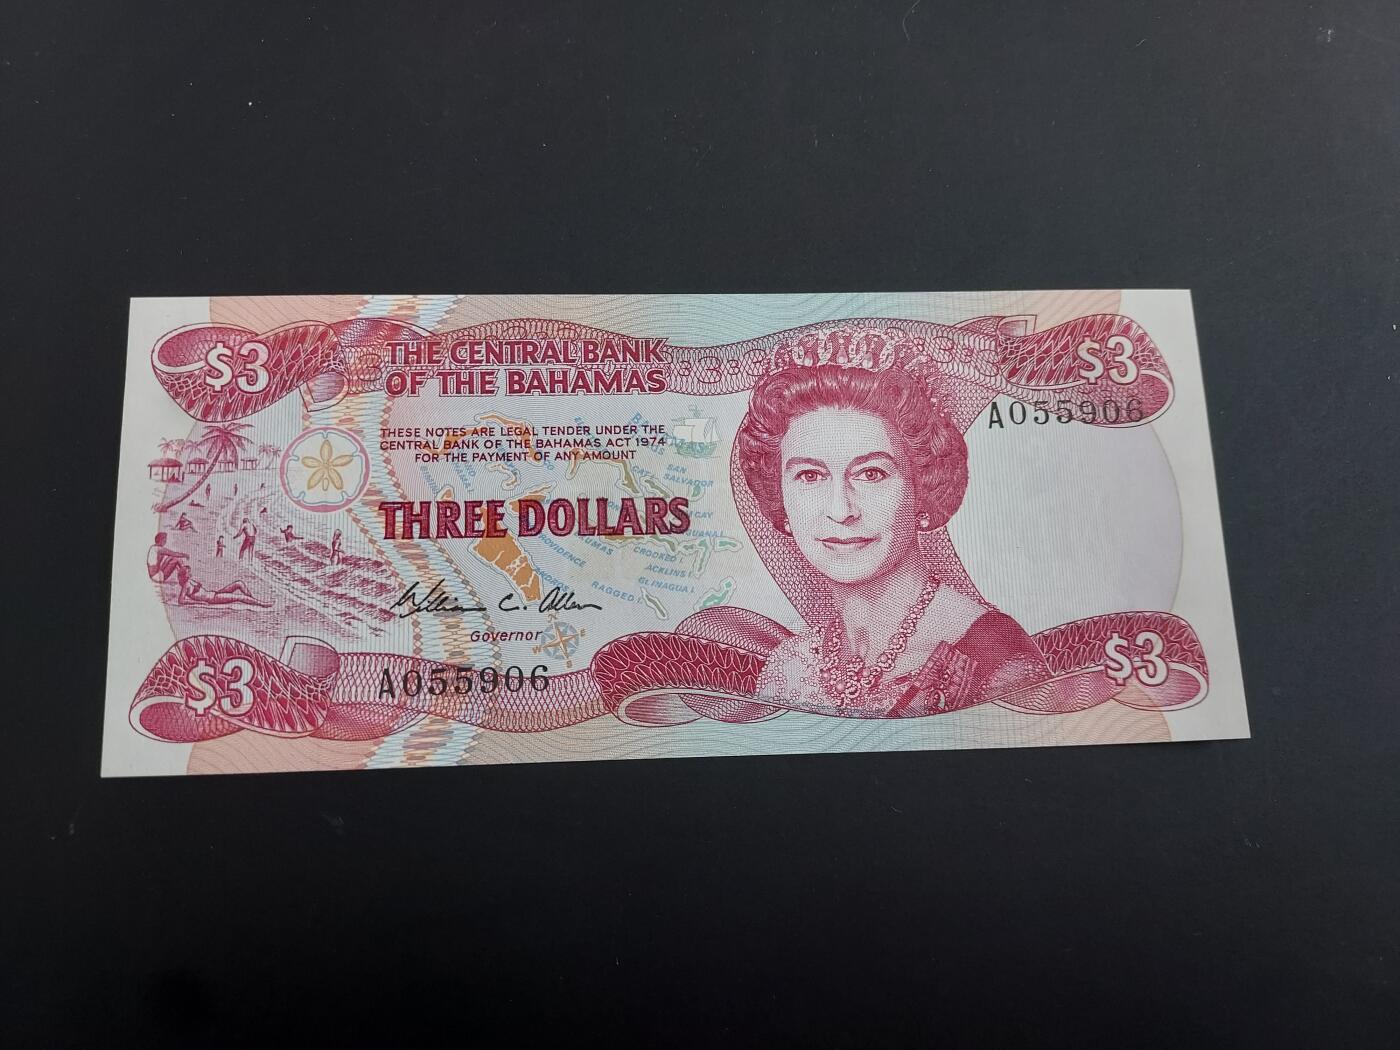 $3
$3
THE CENTRAL BANK
OF THE BAHAMAS
A055906
THESE NOTES ARE LEGAL TENDER UNDER THE
CENTRAL BANK OF THE BAHAMAS ACT 1974
FOR THE PAYMENT OF ANY AMOUNT
SAN
SALVADOR
THREE DOLLARS
CROOKED I.
ACKLINS I.
RAGGED I.
William C. Allen
Governor
A055906
$3
$3